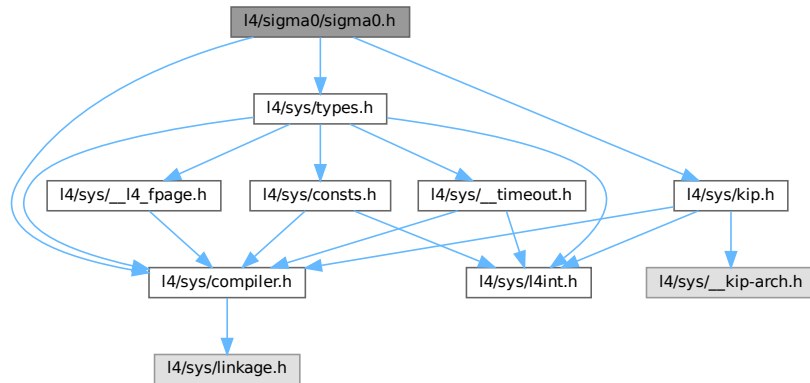 l4/sigma0/sigma0.h
l4/sys/types.h
l4/sys/__l4_fpage.h
l4/sys/consts.h
l4/sys/__timeout.h
l4/sys/kip.h
l4/sys/compiler.h
l4/sys/l4int.h
l4/sys/__kip-arch.h
l4/sys/linkage.h